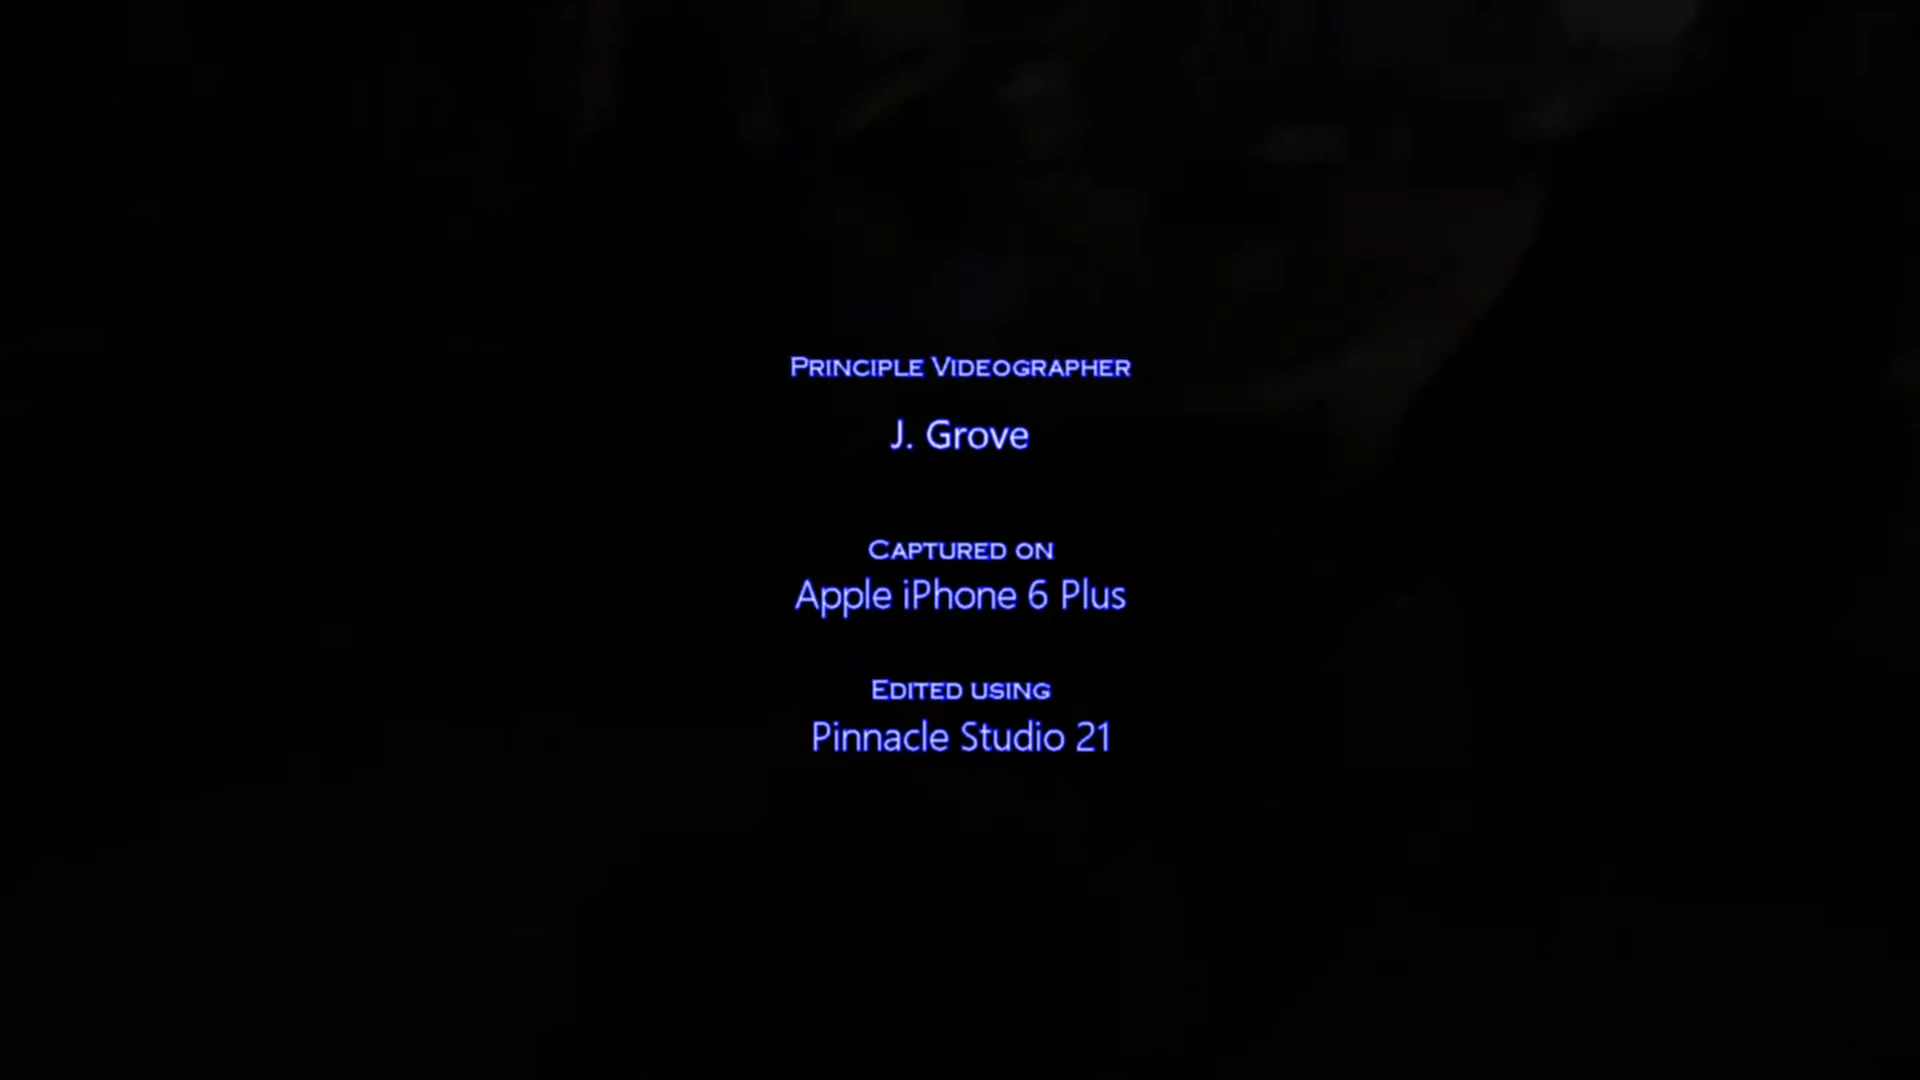 Principle Videographer
J. Grove
Captured on
Apple iPhone 6 Plus
Edited using
Pinnacle Studio 21